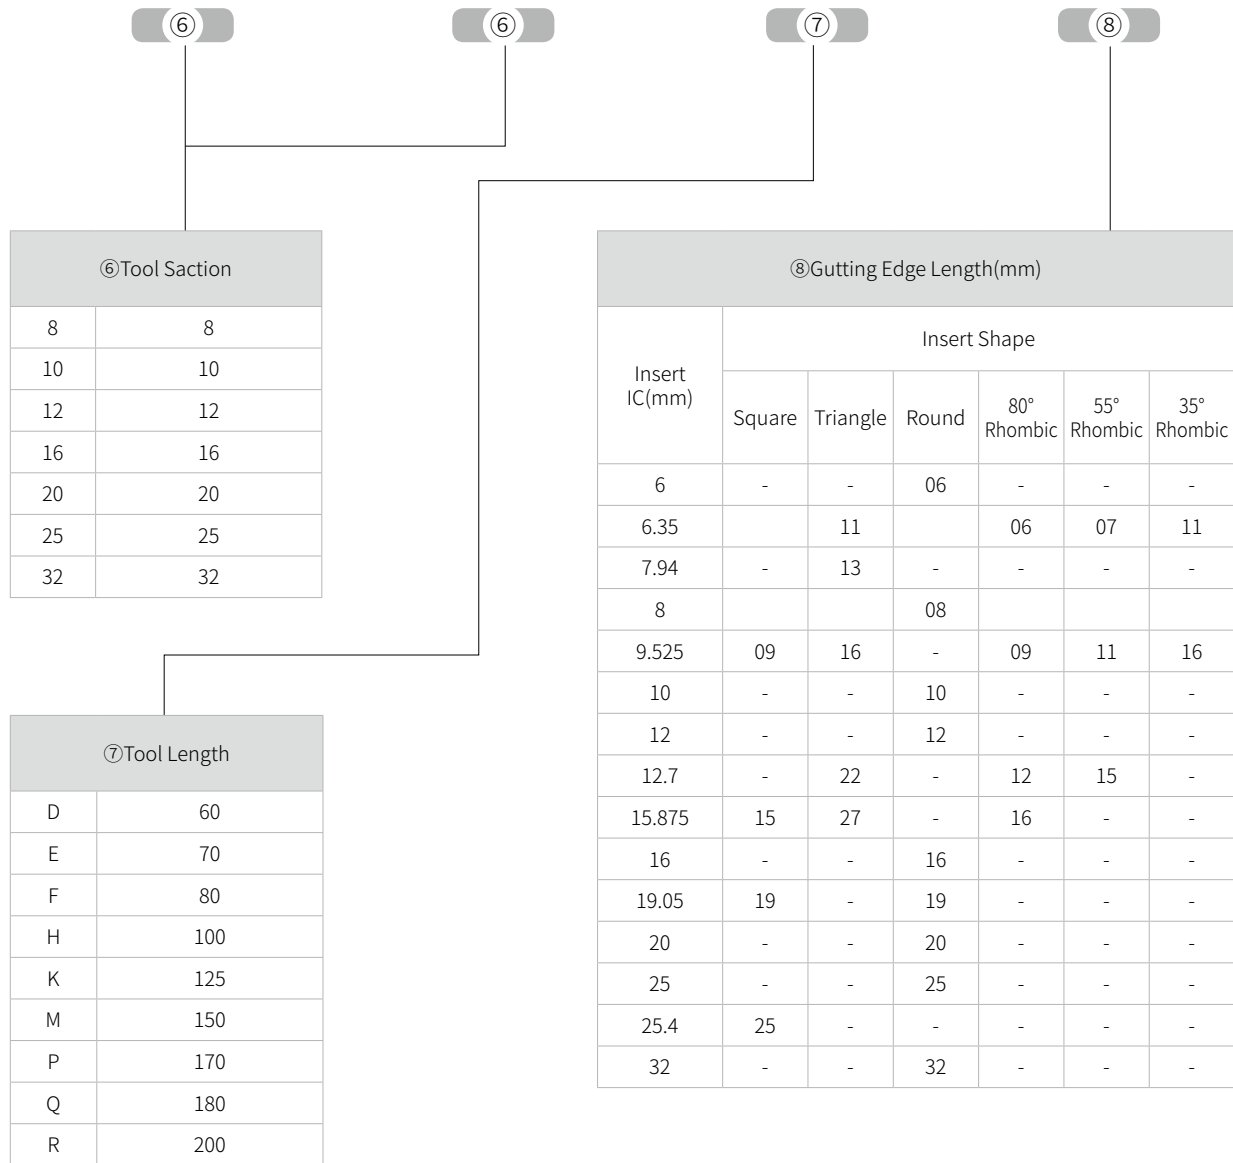 ⑥ ⑥ ⑦ ⑧
⑥Tool Saction
8 8
10 10
12 12
16 16
20 20
25 25
32 32
⑦Tool Length
D 60
E 70
F 80
H 100
K 125
M 150
P 170
Q 180
R 200
⑧Gutting Edge Length(mm)
Insert
IC(mm)
Insert Shape
Square Triangle Round 80° Rhombic 55° Rhombic 35° Rhombic
6 - - 06 - - -
6.35 11 06 07 11
7.94 - 13 - - - -
8 08
9.525 09 16 - 09 11 16
10 - - 10 - - -
12 - - 12 - - -
12.7 - 22 - 12 15 -
15.875 15 27 - 16 - -
16 - - 16 - - -
19.05 19 - 19 - - -
20 - - 20 - - -
25 - - 25 - - -
25.4 25 - - - - -
32 - - 32 - - -